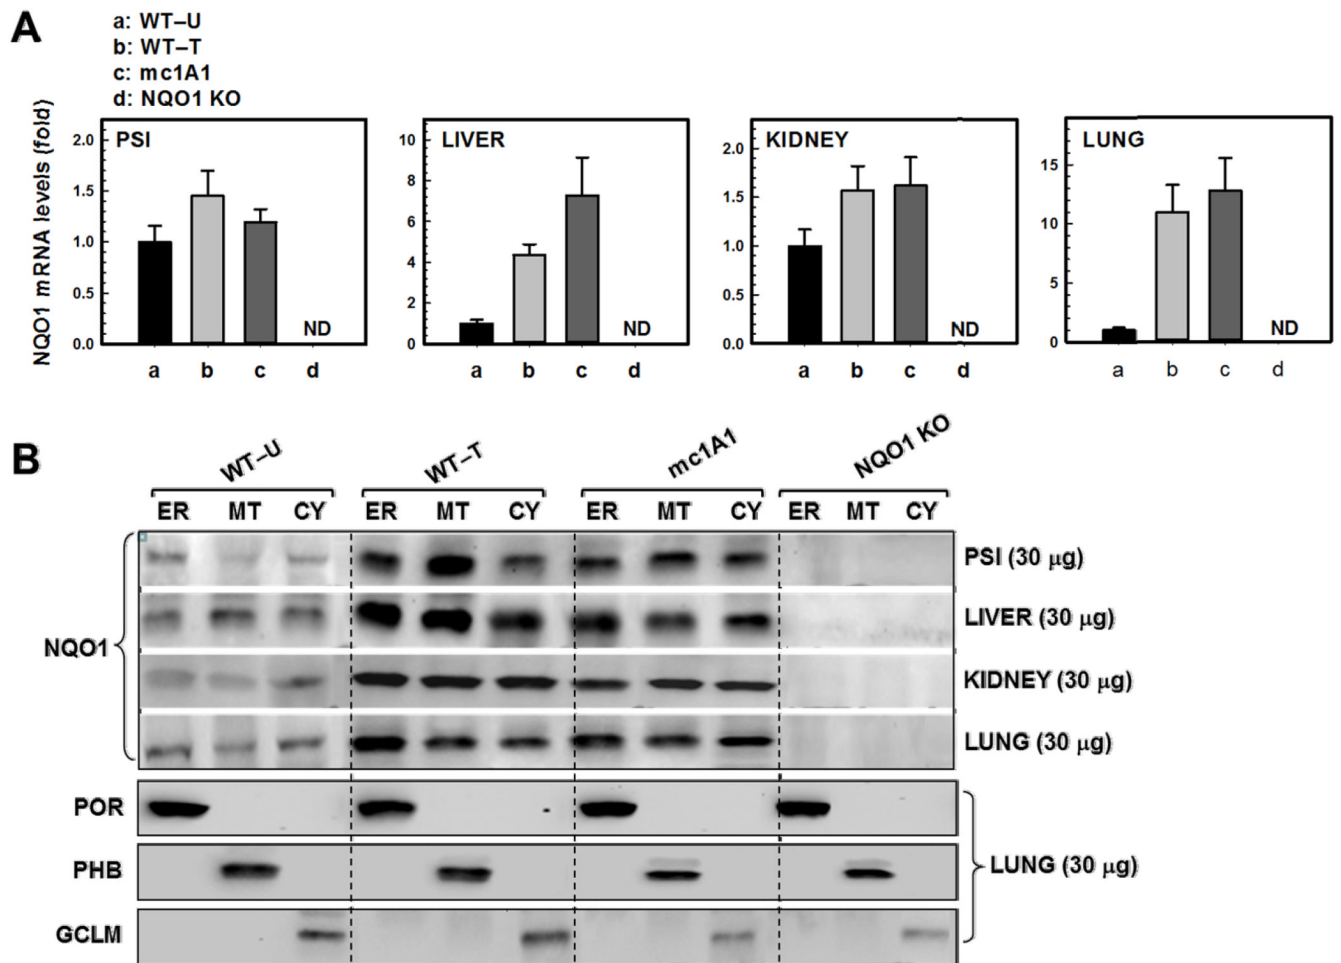 A
a: WT–U
b: WT–T
c: mc1A1
d: NQO1 KO
NQO1 mRNA levels (fold)
PSI
2.0
1.5
1.0
0.5
0.0
ND
a b c d
LIVER
10
8
6
4
2
0
ND
a b c d
KIDNEY
2.0
1.5
1.0
0.5
0.0
ND
a b c d
LUNG
15
10
5
0
ND
a b c d
B
WT–U WT–T mc1A1 NQO1 KO
ER MT CY ER MT CY ER MT CY ER MT CY
NQO1
PSI (30 µg)
LIVER (30 µg)
KIDNEY (30 µg)
LUNG (30 µg)
POR
PHB
GCLM
LUNG (30 µg)